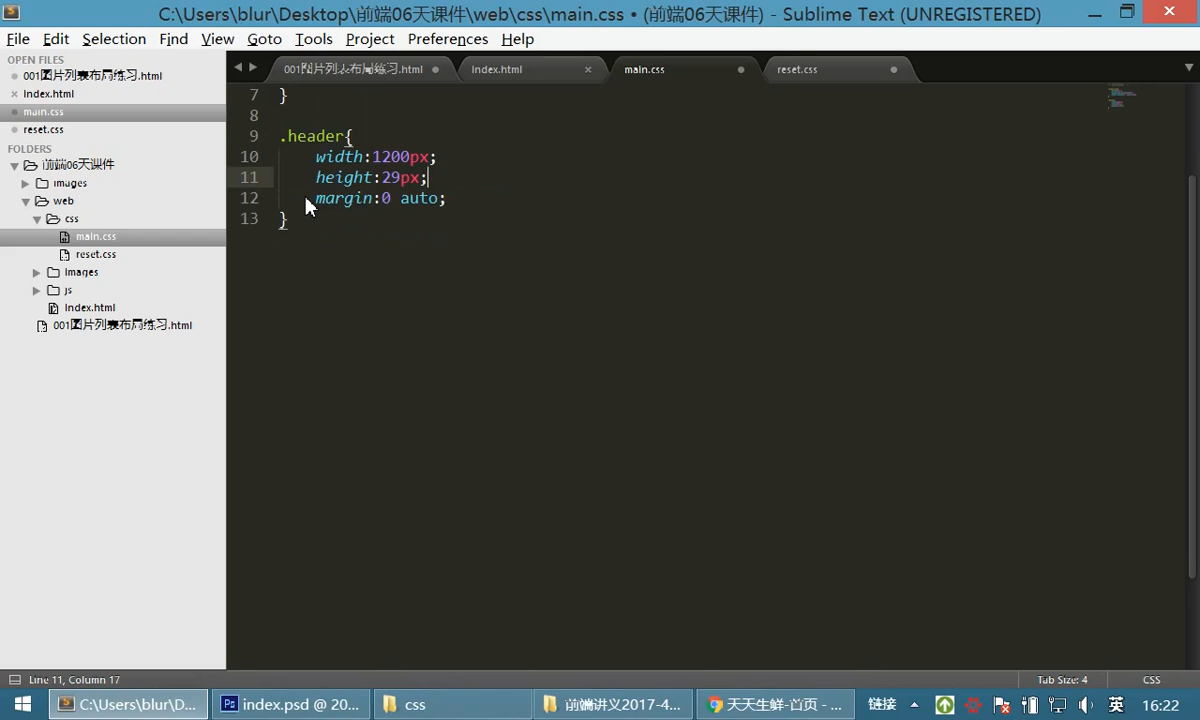 C:\Users\blur\Desktop\前端06天课件\web\css\main.css • (前端06天课件) - Sublime Text (UNREGISTERED)
File Edit Selection Find View Goto Tools Project Preferences Help
OPEN FILES
001图片列表布局练习.html
Index.html
main.css
reset.css
FOLDERS
前端06天课件
images
web
css
main.css
reset.css
Images
js
Index.html
001图片列表布局练习.html
001图片列表布局练习.html Index.html main.css reset.css
7 }
8
9 .header{
10 width:1200px;
11 height:29px;
12 margin:0 auto;
13 }
Line 11, Column 17 Tab Size: 4 CSS
C:\Users\blur\D... index.psd @ 20... css 前端讲义2017-4... 天天生鲜-首页 - ... 链接 英 16:22